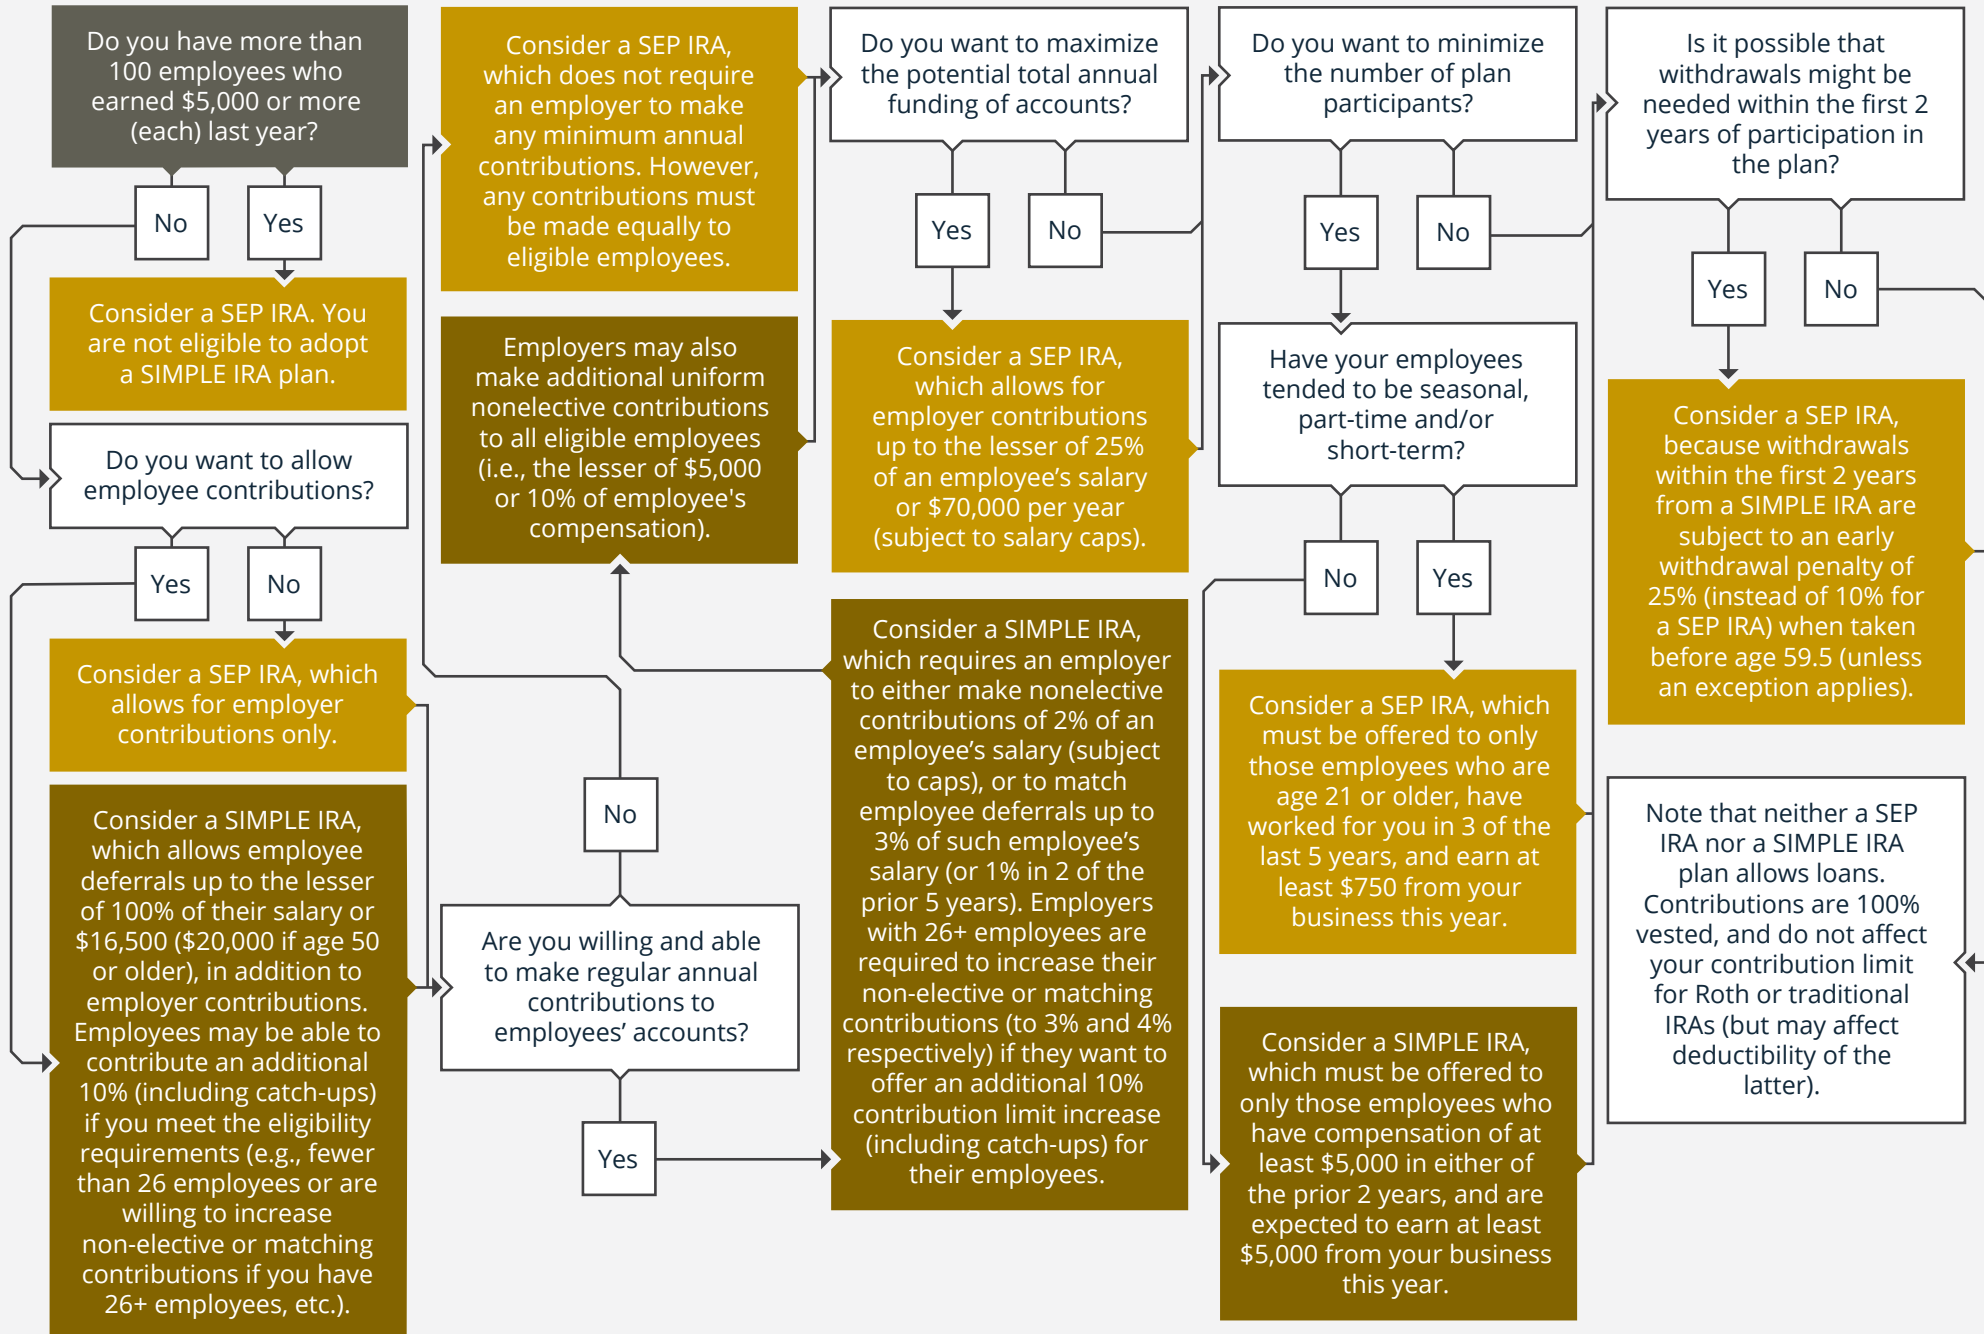 Do you have more than
100 employees who
earned $5,000 or more
(each) last year?
No
Yes
Consider a SEP IRA. You
are not eligible to adopt
a SIMPLE IRA plan.
Do you want to allow
employee contributions?
Yes
No
Consider a SEP IRA, which
allows for employer
contributions only.
Consider a SIMPLE IRA,
which allows employee
deferrals up to the lesser
of 100% of their salary or
$16,500 ($20,000 if age 50
or older), in addition to
employer contributions.
Employees may be able to
contribute an additional
10% (including catch-ups)
if you meet the eligibility
requirements (e.g., fewer
than 26 employees or are
willing to increase
non-elective or matching
contributions if you have
26+ employees, etc.).
Consider a SEP IRA,
which does not require
an employer to make
any minimum annual
contributions. However,
any contributions must
be made equally to
eligible employees.
Employers may also
make additional uniform
nonelective contributions
to all eligible employees
(i.e., the lesser of $5,000
or 10% of employee's
compensation).
No
Are you willing and able
to make regular annual
contributions to
employees’ accounts?
Yes
Do you want to maximize
the potential total annual
funding of accounts?
Yes
No
Consider a SEP IRA,
which allows for
employer contributions
up to the lesser of 25%
of an employee’s salary
or $70,000 per year
(subject to salary caps).
Consider a SIMPLE IRA,
which requires an employer
to either make nonelective
contributions of 2% of an
employee’s salary (subject
to caps), or to match
employee deferrals up to
3% of such employee’s
salary (or 1% in 2 of the
prior 5 years). Employers
with 26+ employees are
required to increase their
non-elective or matching
contributions (to 3% and 4%
respectively) if they want to
offer an additional 10%
contribution limit increase
(including catch-ups) for
their employees.
Do you want to minimize
the number of plan
participants?
Yes
No
Have your employees
tended to be seasonal,
part-time and/or
short-term?
No
Yes
Consider a SEP IRA, which
must be offered to only
those employees who are
age 21 or older, have
worked for you in 3 of the
last 5 years, and earn at
least $750 from your
business this year.
Consider a SIMPLE IRA,
which must be offered to
only those employees who
have compensation of at
least $5,000 in either of
the prior 2 years, and are
expected to earn at least
$5,000 from your business
this year.
Is it possible that
withdrawals might be
needed within the first 2
years of participation in
the plan?
Yes
No
Consider a SEP IRA,
because withdrawals
within the first 2 years
from a SIMPLE IRA are
subject to an early
withdrawal penalty of
25% (instead of 10% for
a SEP IRA) when taken
before age 59.5 (unless
an exception applies).
Note that neither a SEP
IRA nor a SIMPLE IRA
plan allows loans.
Contributions are 100%
vested, and do not affect
your contribution limit
for Roth or traditional
IRAs (but may affect
deductibility of the
latter).